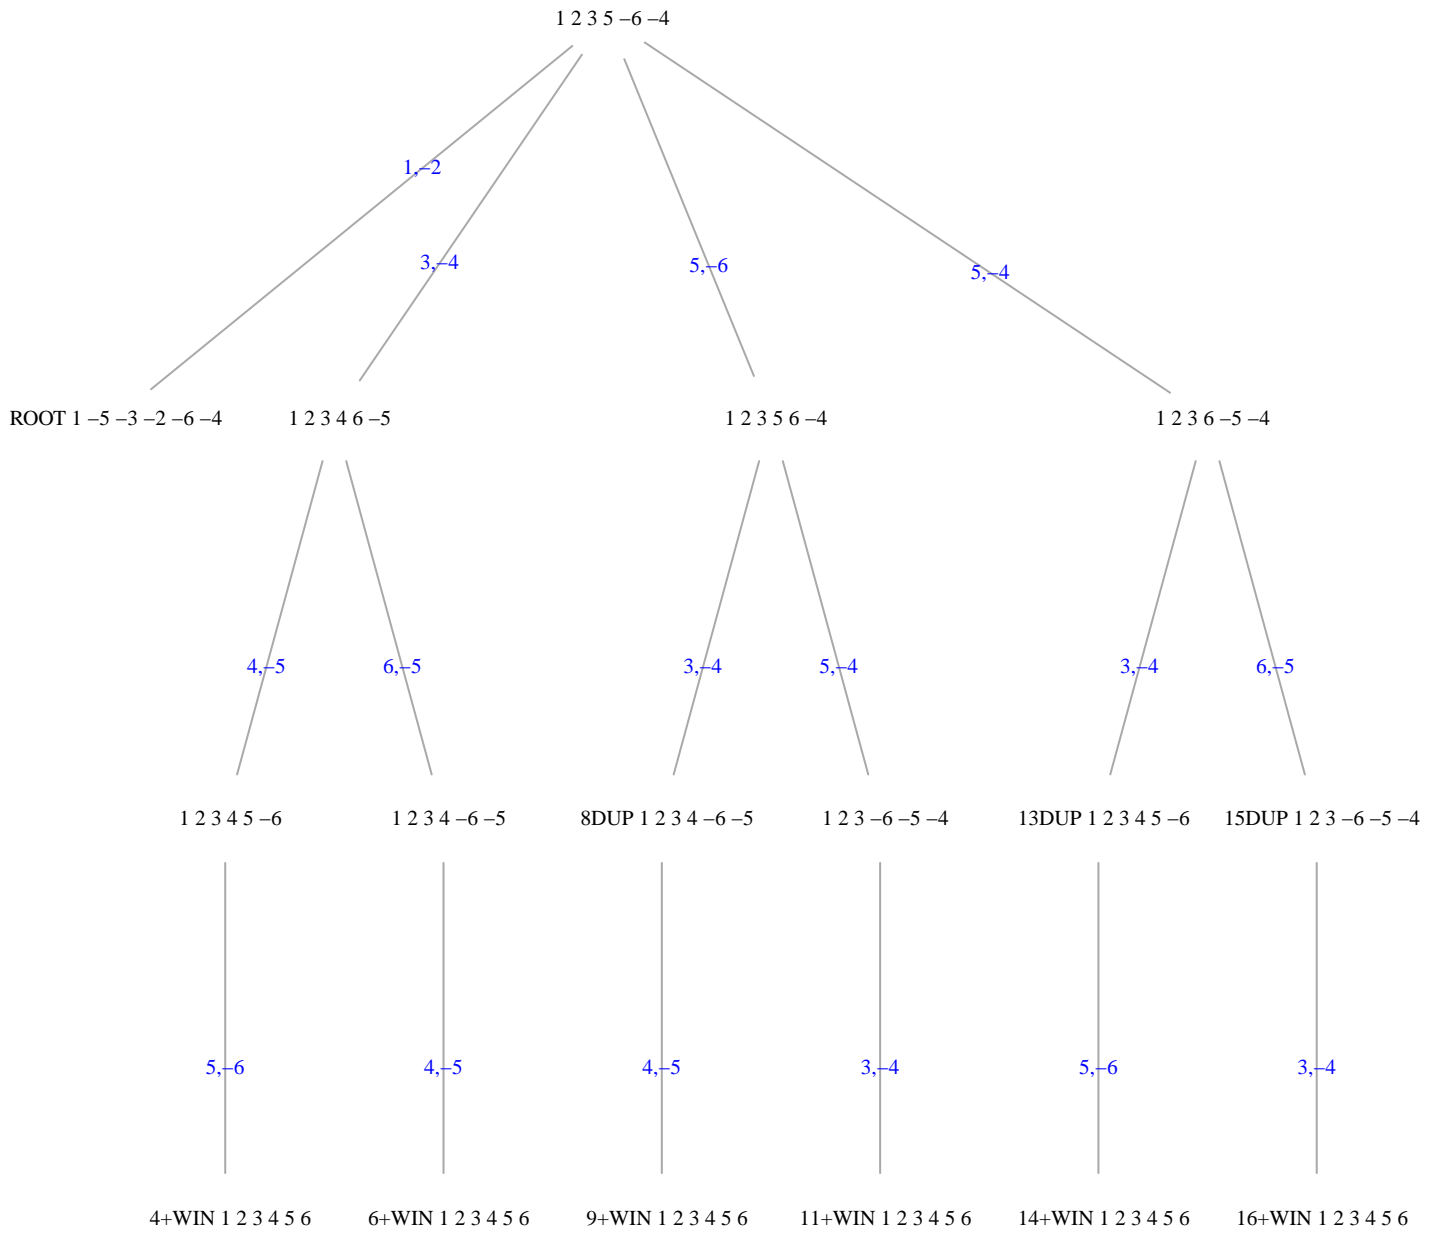 1 2 3 5 –6 –4
1,–2
3,–4
5,–6
5,–4
ROOT 1 –5 –3 –2 –6 –4
1 2 3 4 6 –5
1 2 3 5 6 –4
1 2 3 6 –5 –4
4,–5
6,–5
3,–4
5,–4
3,–4
6,–5
1 2 3 4 5 –6
1 2 3 4 –6 –5
8DUP 1 2 3 4 –6 –5
1 2 3 –6 –5 –4
13DUP 1 2 3 4 5 –6
15DUP 1 2 3 –6 –5 –4
5,–6
4,–5
4,–5
3,–4
5,–6
3,–4
4+WIN 1 2 3 4 5 6
6+WIN 1 2 3 4 5 6
9+WIN 1 2 3 4 5 6
11+WIN 1 2 3 4 5 6
14+WIN 1 2 3 4 5 6
16+WIN 1 2 3 4 5 6